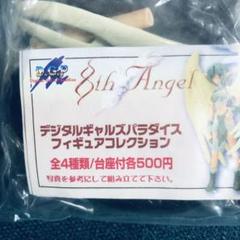 8th Angel
デジタルギャルズパラダイス
フィギュアコレクション
全4種類/台座付各500円
写真を参考にして組み立てて下さい。